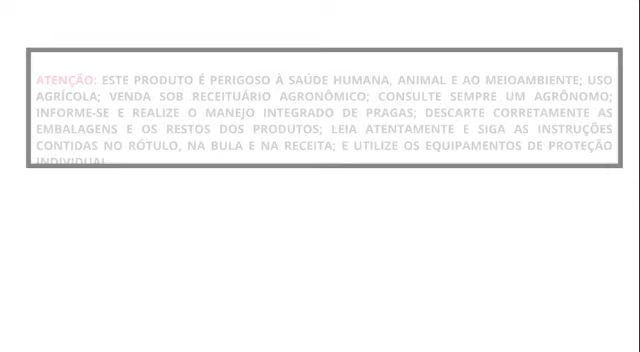 ATENÇÃO: ESTE PRODUTO É PERIGOSO À SAÚDE HUMANA, ANIMAL E AO MEIOAMBIENTE; USO
AGRÍCOLA; VENDA SOB RECEITUÁRIO AGRONÔMICO; CONSULTE SEMPRE UM AGRÔNOMO;
INFORME-SE E REALIZE O MANEJO INTEGRADO DE PRAGAS; DESCARTE CORRETAMENTE AS
EMBALAGENS E OS RESTOS DOS PRODUTOS; LEIA ATENTAMENTE E SIGA AS INSTRUÇÕES
CONTIDAS NO RÓTULO, NA BULA E NA RECEITA; E UTILIZE OS EQUIPAMENTOS DE PROTEÇÃO
INDIVIDUAL